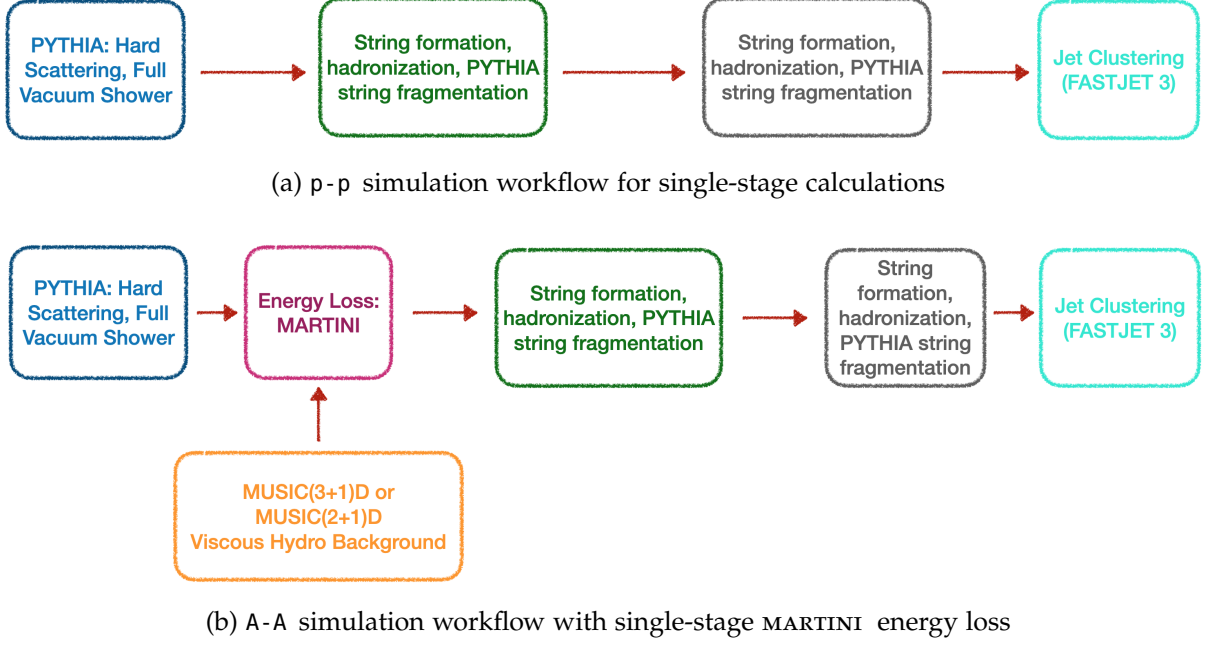 PYTHIA: Hard
Scattering, Full
Vacuum Shower
String formation,
hadronization, PYTHIA
string fragmentation
String formation,
hadronization, PYTHIA
string fragmentation
Jet Clustering
(FASTJET 3)
(a) p-p simulation workflow for single-stage calculations
PYTHIA: Hard
Scattering, Full
Vacuum Shower
Energy Loss:
MARTINI
String formation,
hadronization, PYTHIA
string fragmentation
String
formation,
hadronization,
PYTHIA string
fragmentation
Jet Clustering
(FASTJET 3)
MUSIC(3+1)D or
MUSIC(2+1)D
Viscous Hydro Background
(b) A-A simulation workflow with single-stage MARTINI energy loss